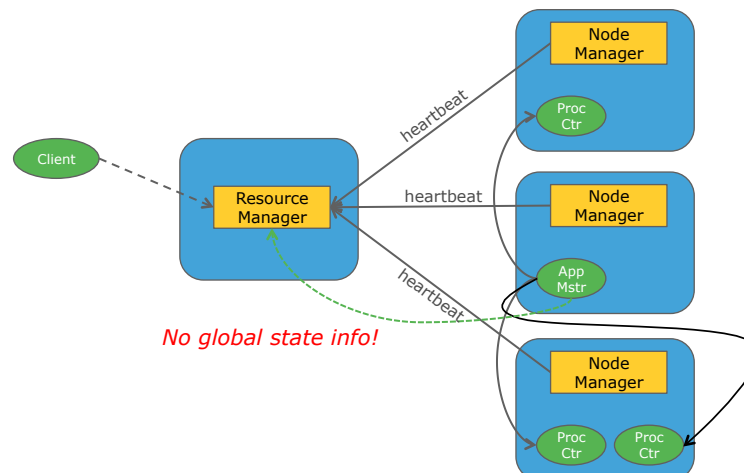 Node
Manager
heartbeat
Proc
Ctr
Client
Resource
Manager
heartbeat
Node
Manager
heartbeat
App
Mstr
No global state info!
Node
Manager
Proc
Ctr
Proc
Ctr